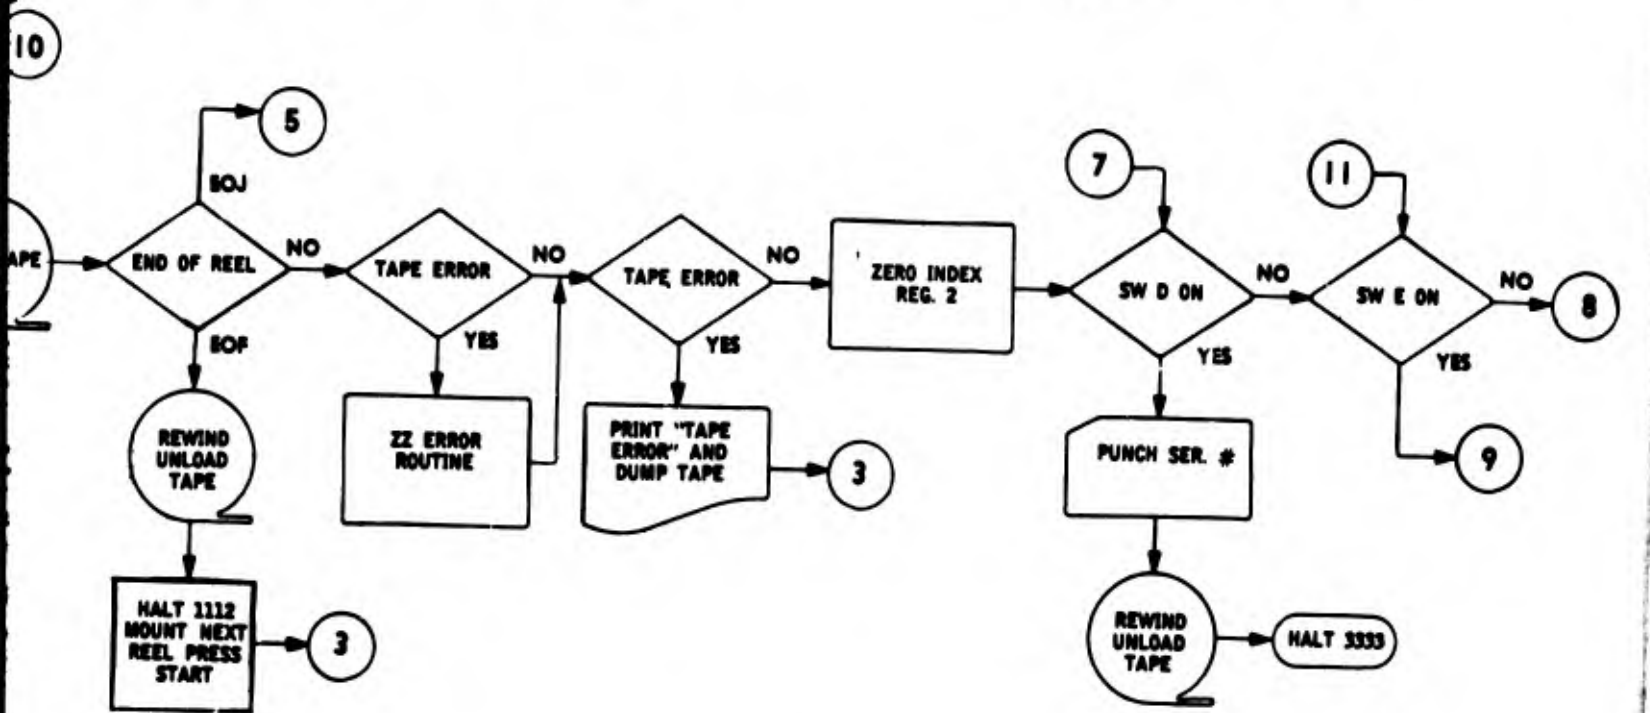 10
5
EOJ
APE
END OF REEL
NO
TAPE ERROR
NO
TAPE ERROR
NO
ZERO INDEX
REG. 2
7
SW D ON
NO
11
SW E ON
NO
8
EOF
YES
YES
YES
YES
REWIND
UNLOAD
TAPE
ZZ ERROR
ROUTINE
PRINT "TAPE
ERROR" AND
DUMP TAPE
3
PUNCH SER. #
9
HALT 1112
MOUNT NEXT
REEL PRESS
START
3
REWIND
UNLOAD
TAPE
HALT 3333